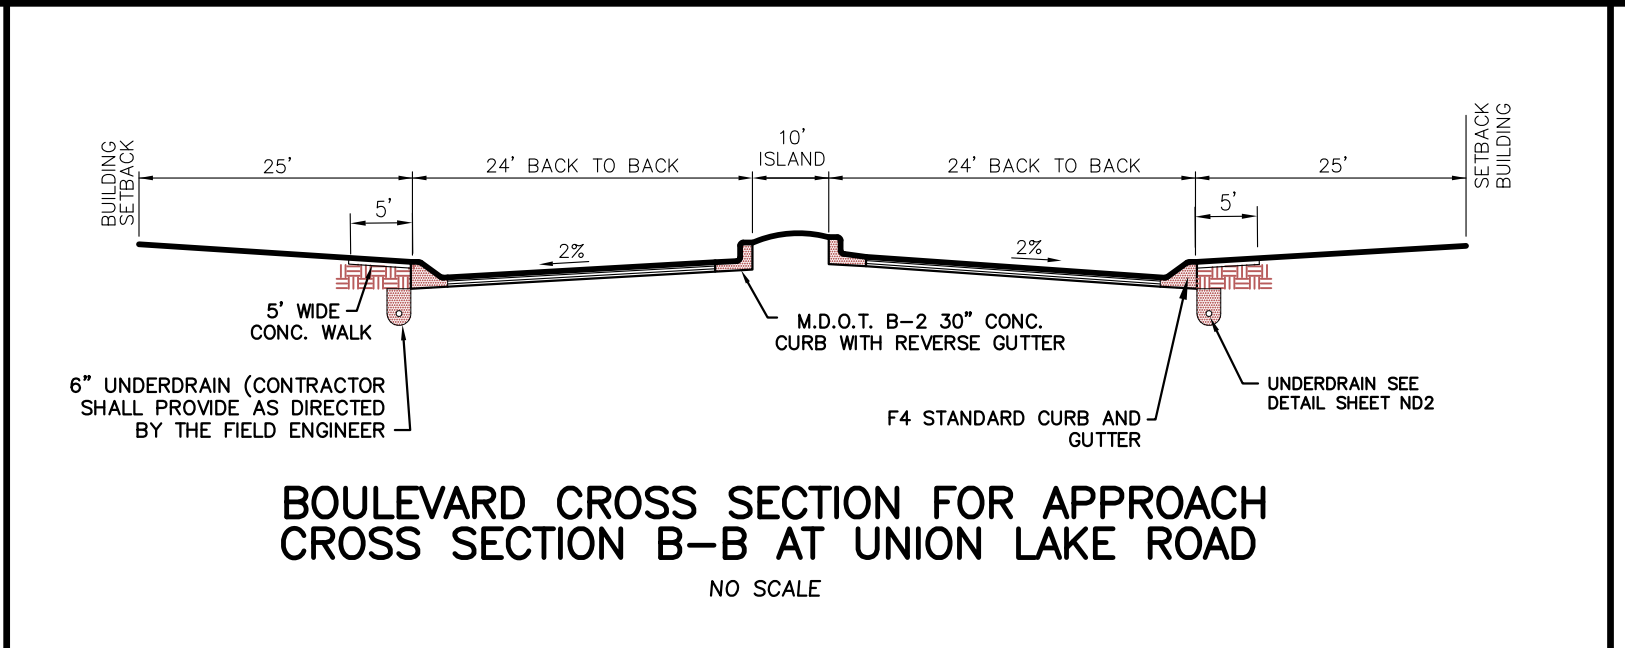 BUILDING
SETBACK
25'
24' BACK TO BACK
10'
ISLAND
24' BACK TO BACK
25'
SETBACK
BUILDING
5'
5'
2%
2%
5' WIDE
CONC. WALK
M.D.O.T. B-2 30" CONC.
CURB WITH REVERSE GUTTER
6" UNDERDRAIN (CONTRACTOR
SHALL PROVIDE AS DIRECTED
BY THE FIELD ENGINEER
F4 STANDARD CURB AND
GUTTER
UNDERDRAIN SEE
DETAIL SHEET ND2
BOULEVARD CROSS SECTION FOR APPROACH
CROSS SECTION B-B AT UNION LAKE ROAD
NO SCALE